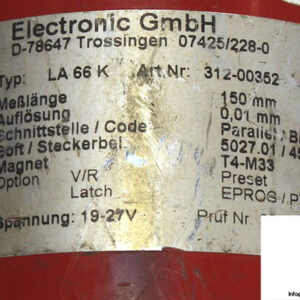 Electronic GmbH
D-78647 Trossingen 07425/228-0
Typ: LA 66 K Art.Nr: 312-00352
Meßlänge 150 mm
Auflösung 0,01 mm
Schnittstelle / Code Parallel
Soft / Steckerbel. 5027.01 /
Magnet T4-M33
Option V/R Preset
Latch EPROG /
Spannung: 19-27V Prüf Nr.